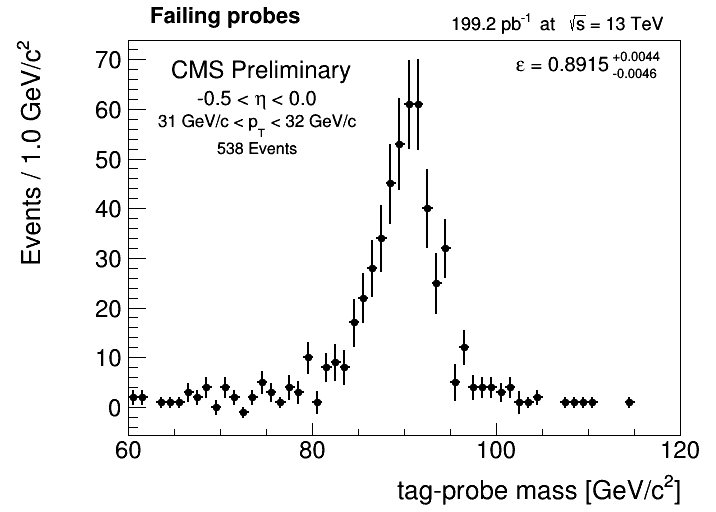 Failing probes
199.2 pb⁻¹ at √s = 13 TeV
CMS Preliminary
-0.5 < η < 0.0
31 GeV/c < p_T < 32 GeV/c
538 Events
ε = 0.8915 +0.0044 -0.0046
Events / 1.0 GeV/c²
70
60
50
40
30
20
10
0
60 80 100 120
tag-probe mass [GeV/c²]